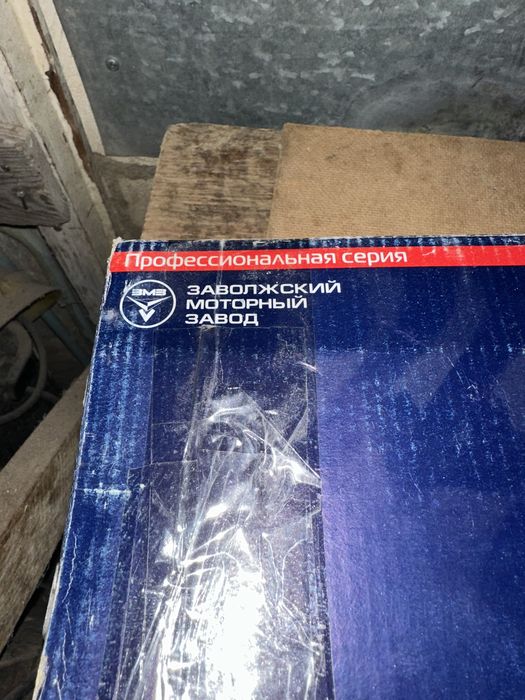 Профессиональная серия
ЗМЗ
ЗАВОЛЖСКИЙ
МОТОРНЫЙ
ЗАВОД